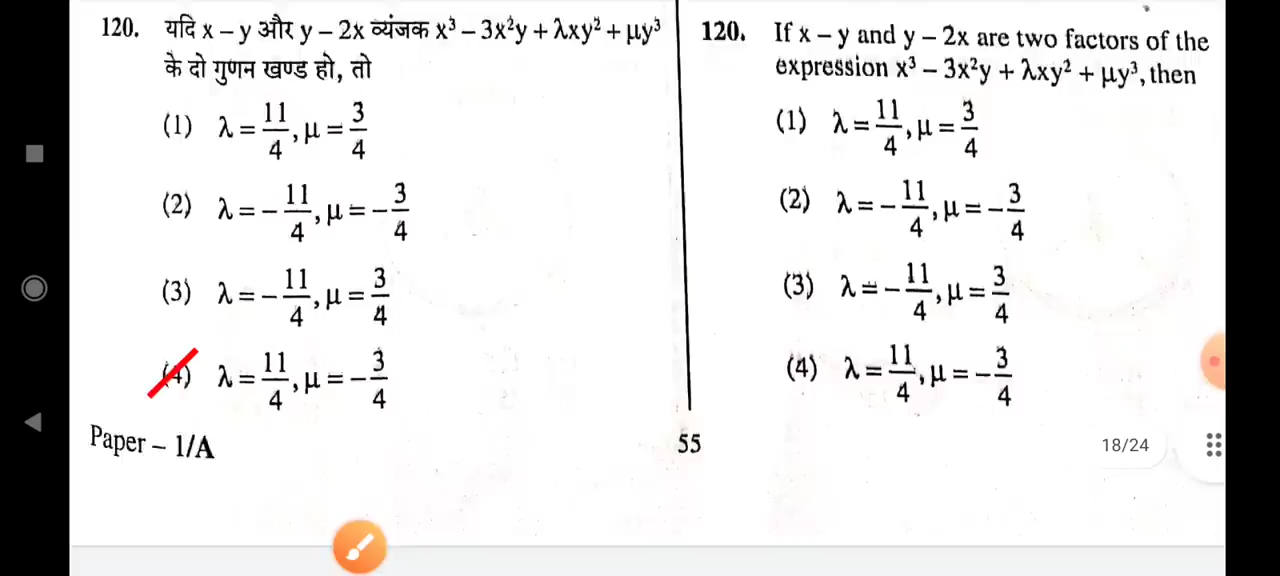 120. यदि x – y और y – 2x व्यंजक x³ – 3x²y + λxy² + μy³
के दो गुणन खण्ड हो, तो
(1) λ = 11/4, μ = 3/4
(2) λ = – 11/4, μ = – 3/4
(3) λ = – 11/4, μ = 3/4
(4) λ = 11/4, μ = – 3/4
Paper – 1/A
120. If x – y and y – 2x are two factors of the
expression x³ – 3x²y + λxy² + μy³, then
(1) λ = 11/4, μ = 3/4
(2) λ = – 11/4, μ = – 3/4
(3) λ = – 11/4, μ = 3/4
(4) λ = 11/4, μ = – 3/4
55
18/24